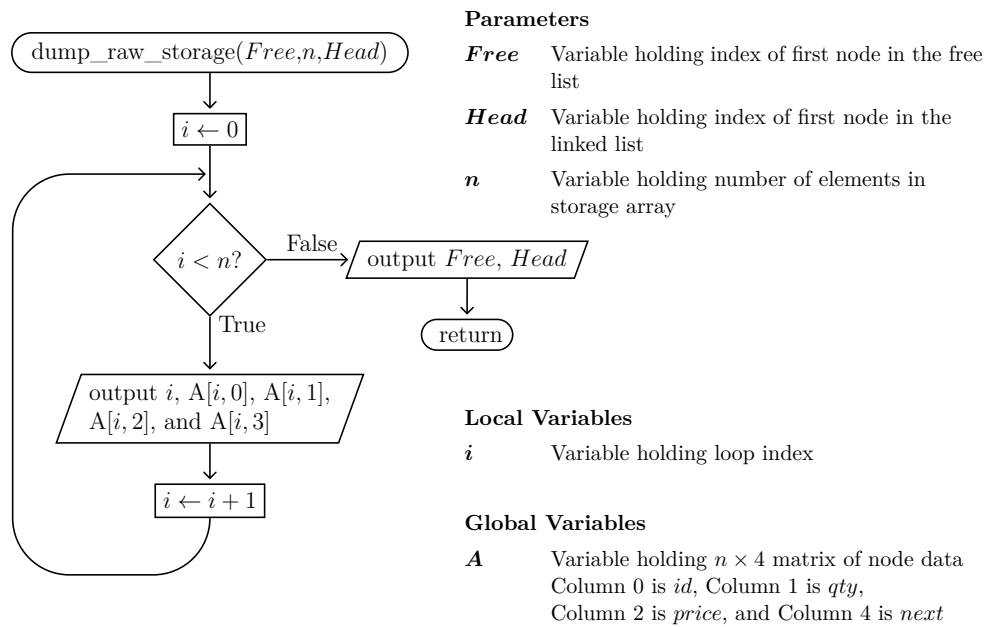 dump_raw_storage(Free,n,Head)
i ← 0
i < n?
False
output Free, Head
return
True
output i, A[i, 0], A[i, 1],
A[i, 2], and A[i, 3]
i ← i + 1
Parameters
Free Variable holding index of first node in the free
list
Head Variable holding index of first node in the
linked list
n Variable holding number of elements in
storage array
Local Variables
i Variable holding loop index
Global Variables
A Variable holding n × 4 matrix of node data
Column 0 is id, Column 1 is qty,
Column 2 is price, and Column 4 is next